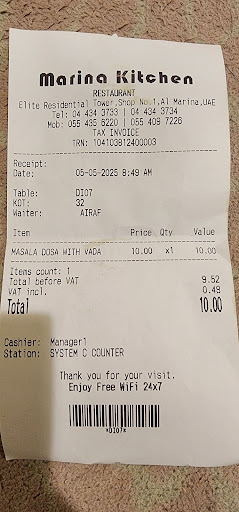 Marina Kitchen
RESTAURANT
Elite Residential Tower,Shop No.1,Al Marina,UAE
Tel: 04 434 3733 | 04 434 3734
Mob: 055 435 6220 | 055 409 7226
TAX INVOICE
TRN: 104103812400003
Receipt:
Date: 05-05-2025 8:49 AM
Table: DI07
KOT: 32
Waiter: AIRAF
Item Price Qty Value
MASALA DOSA WITH VADA 10.00 x1 10.00
Items count: 1
Total before VAT 9.52
VAT incl. 0.48
Total 10.00
Cashier: Manager1
Station: SYSTEM C COUNTER
Thank you for your visit.
Enjoy Free WiFi 24x7
*DI07*